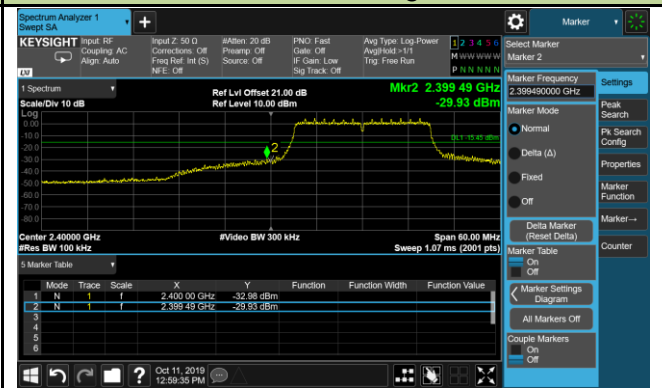 Spectrum Analyzer 1
Swept SA
Marker
KEYSIGHT
Input: RF
Coupling: AC
Align: Auto
Input Z: 50 Ω
Corrections: Off
Freq Ref: Int (S)
NFE: Off
#Atten: 20 dB
Preamp: Off
Source: Off
PNO: Fast
Gate: Off
IF Gain: Low
Sig Track: Off
Avg Type: Log-Power
Avg|Hold:>1/1
Trig: Free Run
1 2 3 4 5 6
M W W W W W
P N N N N N
LXI
1 Spectrum
Scale/Div 10 dB
Log
Ref Lvl Offset 21.00 dB
Ref Level 10.00 dBm
Mkr2 2.399 49 GHz
-29.93 dBm
0.00
-10.0
-20.0
-30.0
-40.0
-50.0
-60.0
-70.0
-80.0
DL1 -15.45 dBm
2
Center 2.40000 GHz
#Res BW 100 kHz
#Video BW 300 kHz
Span 60.00 MHz
Sweep 1.07 ms (2001 pts)
5 Marker Table
Mode Trace Scale X Y Function Function Width Function Value
1 N 1 f 2.400 00 GHz -32.98 dBm
2 N 1 f 2.399 49 GHz -29.93 dBm
3
4
5
6
Select Marker
Marker 2
Marker Frequency
2.399490000 GHz
Marker Mode
Normal
Delta (Δ)
Fixed
Off
Delta Marker
(Reset Delta)
Marker Table
On
Off
Marker Settings
Diagram
All Markers Off
Couple Markers
On
Off
Settings
Peak
Search
Pk Search
Config
Properties
Marker
Function
Marker→
Counter
?
Oct 11, 2019
12:59:35 PM